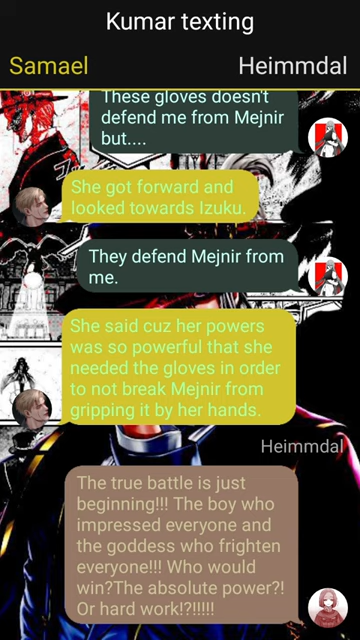 Kumar texting
Samael
Heimmdal
These gloves doesn't
defend me from Mejnir
but....
She got forward and
looked towards Izuku.
They defend Mejnir from
me.
She said cuz her powers
was so powerful that she
needed the gloves in order
to not break Mejnir from
gripping it by her hands.
Heimmdal
The true battle is just
beginning!!! The boy who
impressed everyone and
the goddess who frighten
everyone!!! Who would
win?The absolute power?!
Or hard work!?!!!!!